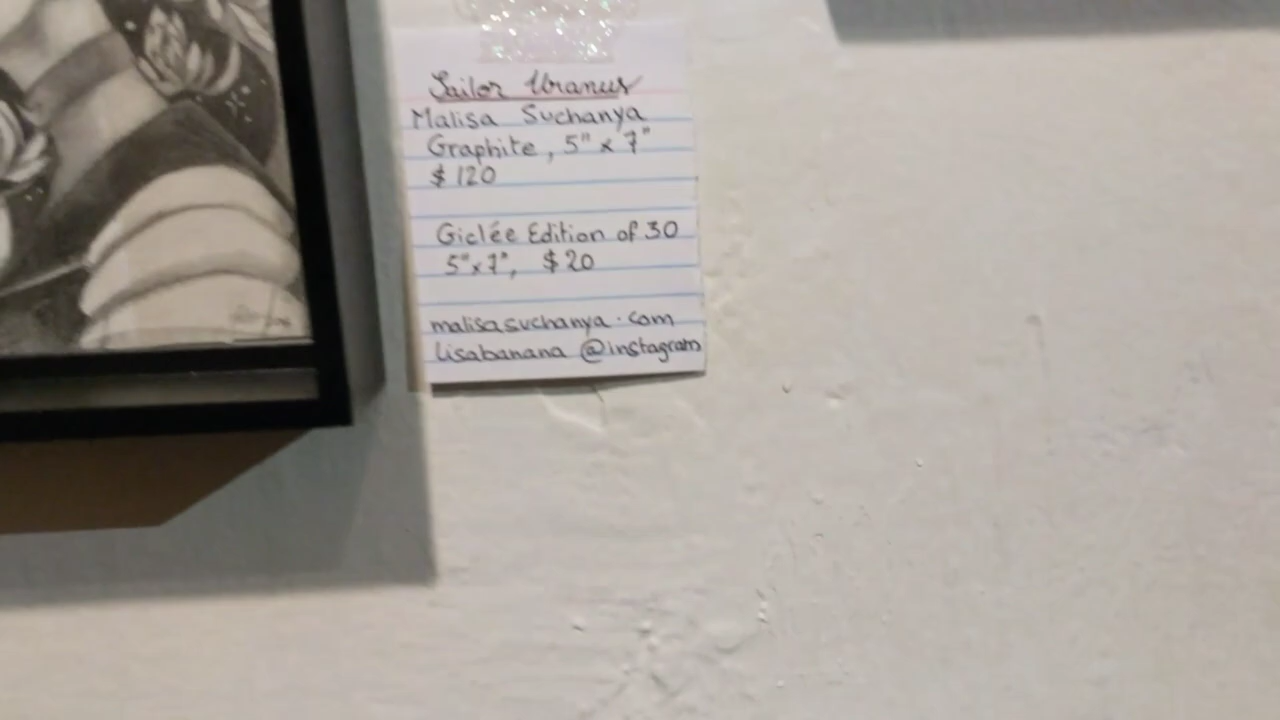 Sailor Uranus
Malisa Suchanya
Graphite, 5" x 7"
$120
Giclée Edition of 30
5" x 7", $20
malisasuchanya.com
lisabanana @instagram